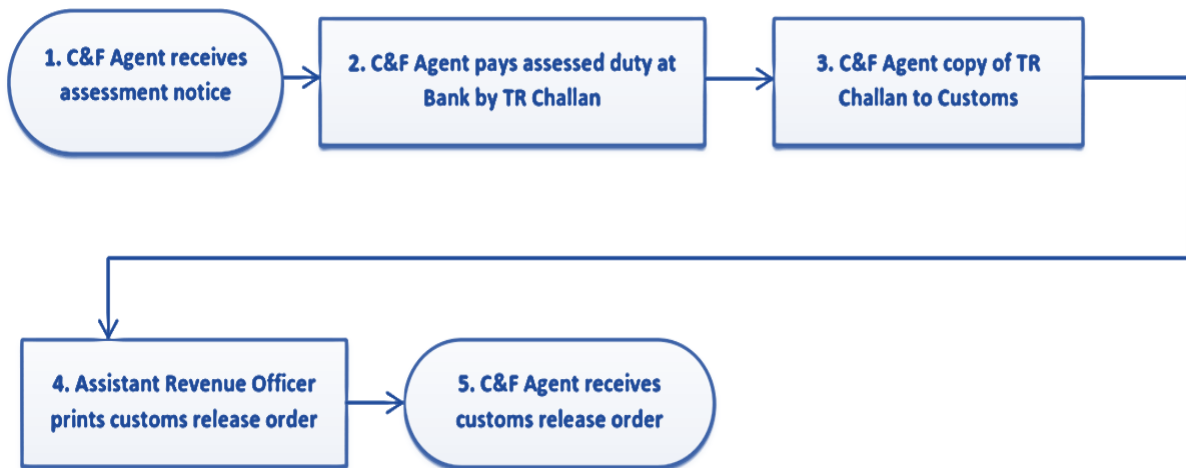 1. C&F Agent receives
assessment notice
2. C&F Agent pays assessed duty at
Bank by TR Challan
3. C&F Agent copy of TR
Challan to Customs
4. Assistant Revenue Officer
prints customs release order
5. C&F Agent receives
customs release order